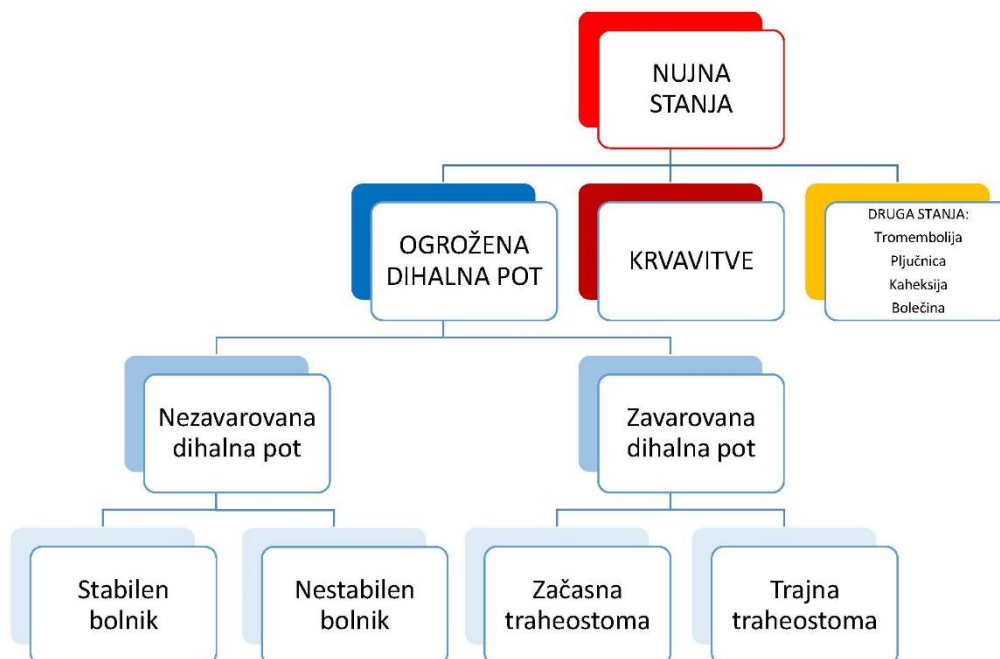 NUJNA
STANJA
OGROŽENA
DIHALNA POT
KRVAVITVE
DRUGA STANJA:
Tromembolija
Pljučnica
Kaheksija
Bolečina
Nezavarovana
dihalna pot
Zavarovana
dihalna pot
Stabilen
bolnik
Nestabilen
bolnik
Začasna
traheostoma
Trajna
traheostoma